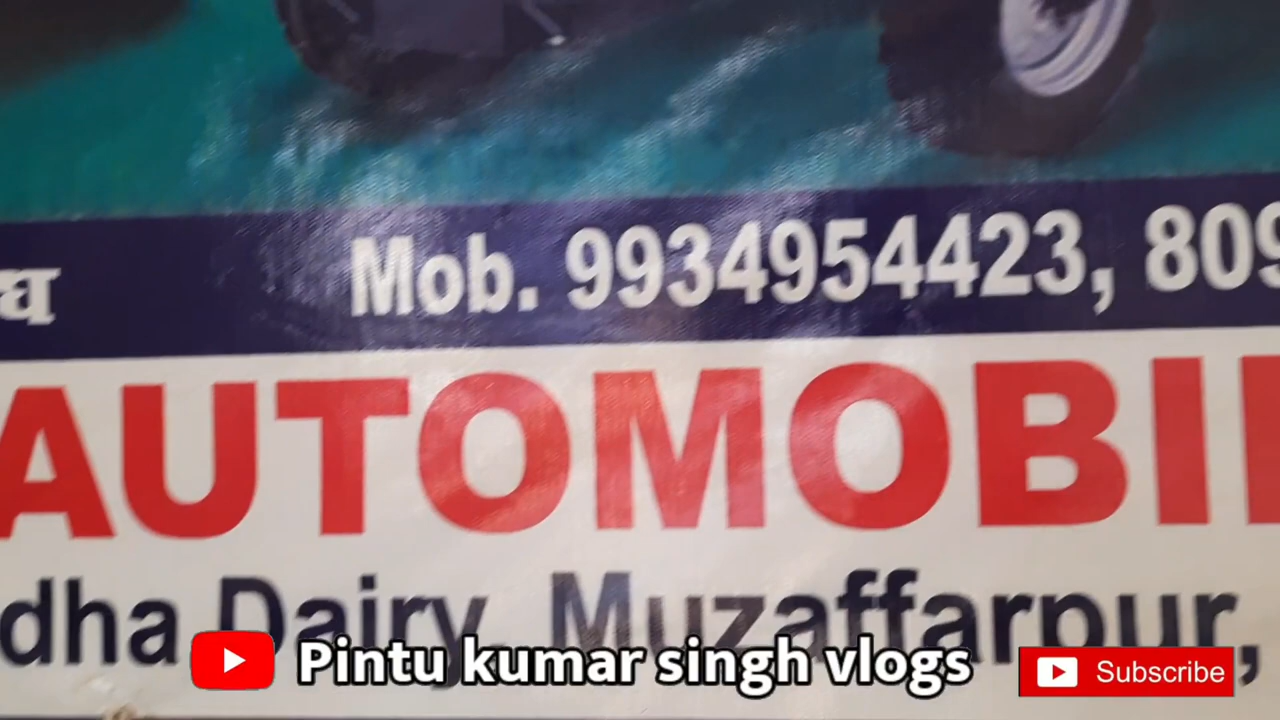 Mob. 9934954423, 809
AUTOMOBI
dha Dairy, Muzaffarpur,
Pintu kumar singh vlogs
Subscribe